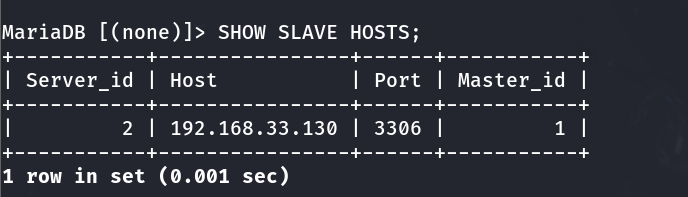 MariaDB [(none)]> SHOW SLAVE HOSTS;
+-----------+----------------+------+-----------+
| Server_id | Host           | Port | Master_id |
+-----------+----------------+------+-----------+
|         2 | 192.168.33.130 | 3306 |         1 |
+-----------+----------------+------+-----------+
1 row in set (0.001 sec)